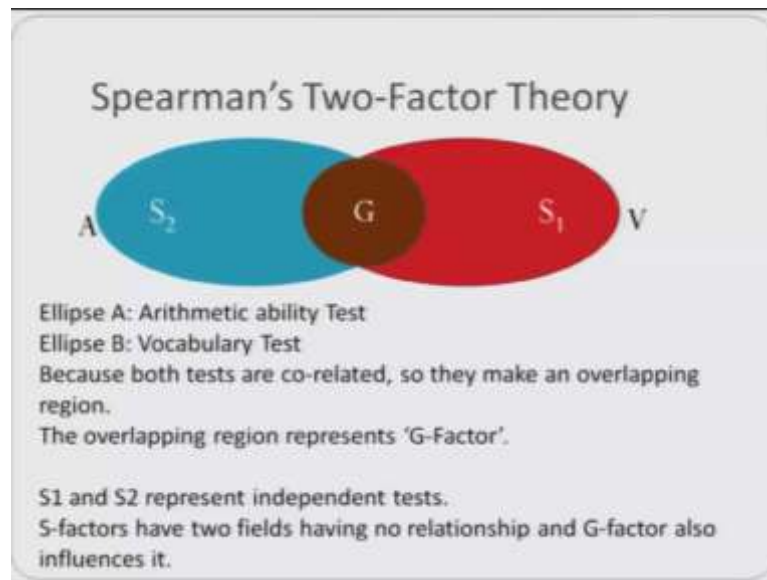 Spearman's Two-Factor Theory
A S₂ G S₁ V
Ellipse A: Arithmetic ability Test
Ellipse B: Vocabulary Test
Because both tests are co-related, so they make an overlapping
region.
The overlapping region represents 'G-Factor'.
S1 and S2 represent independent tests.
S-factors have two fields having no relationship and G-factor also
influences it.